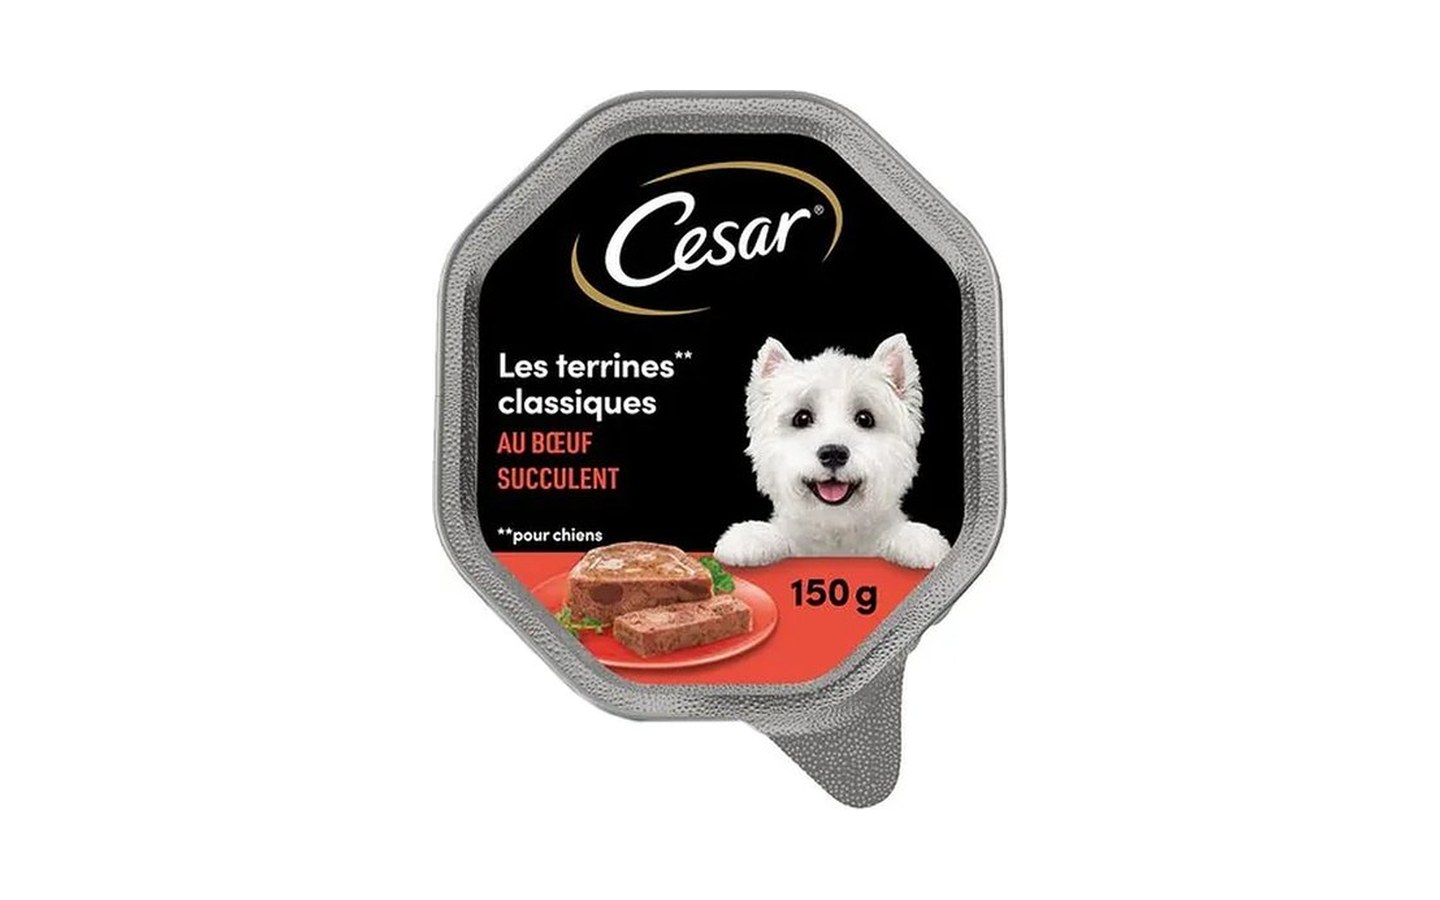 Cesar®
Les terrines**
classiques
AU BŒUF
SUCCULENT
**pour chiens
150 g